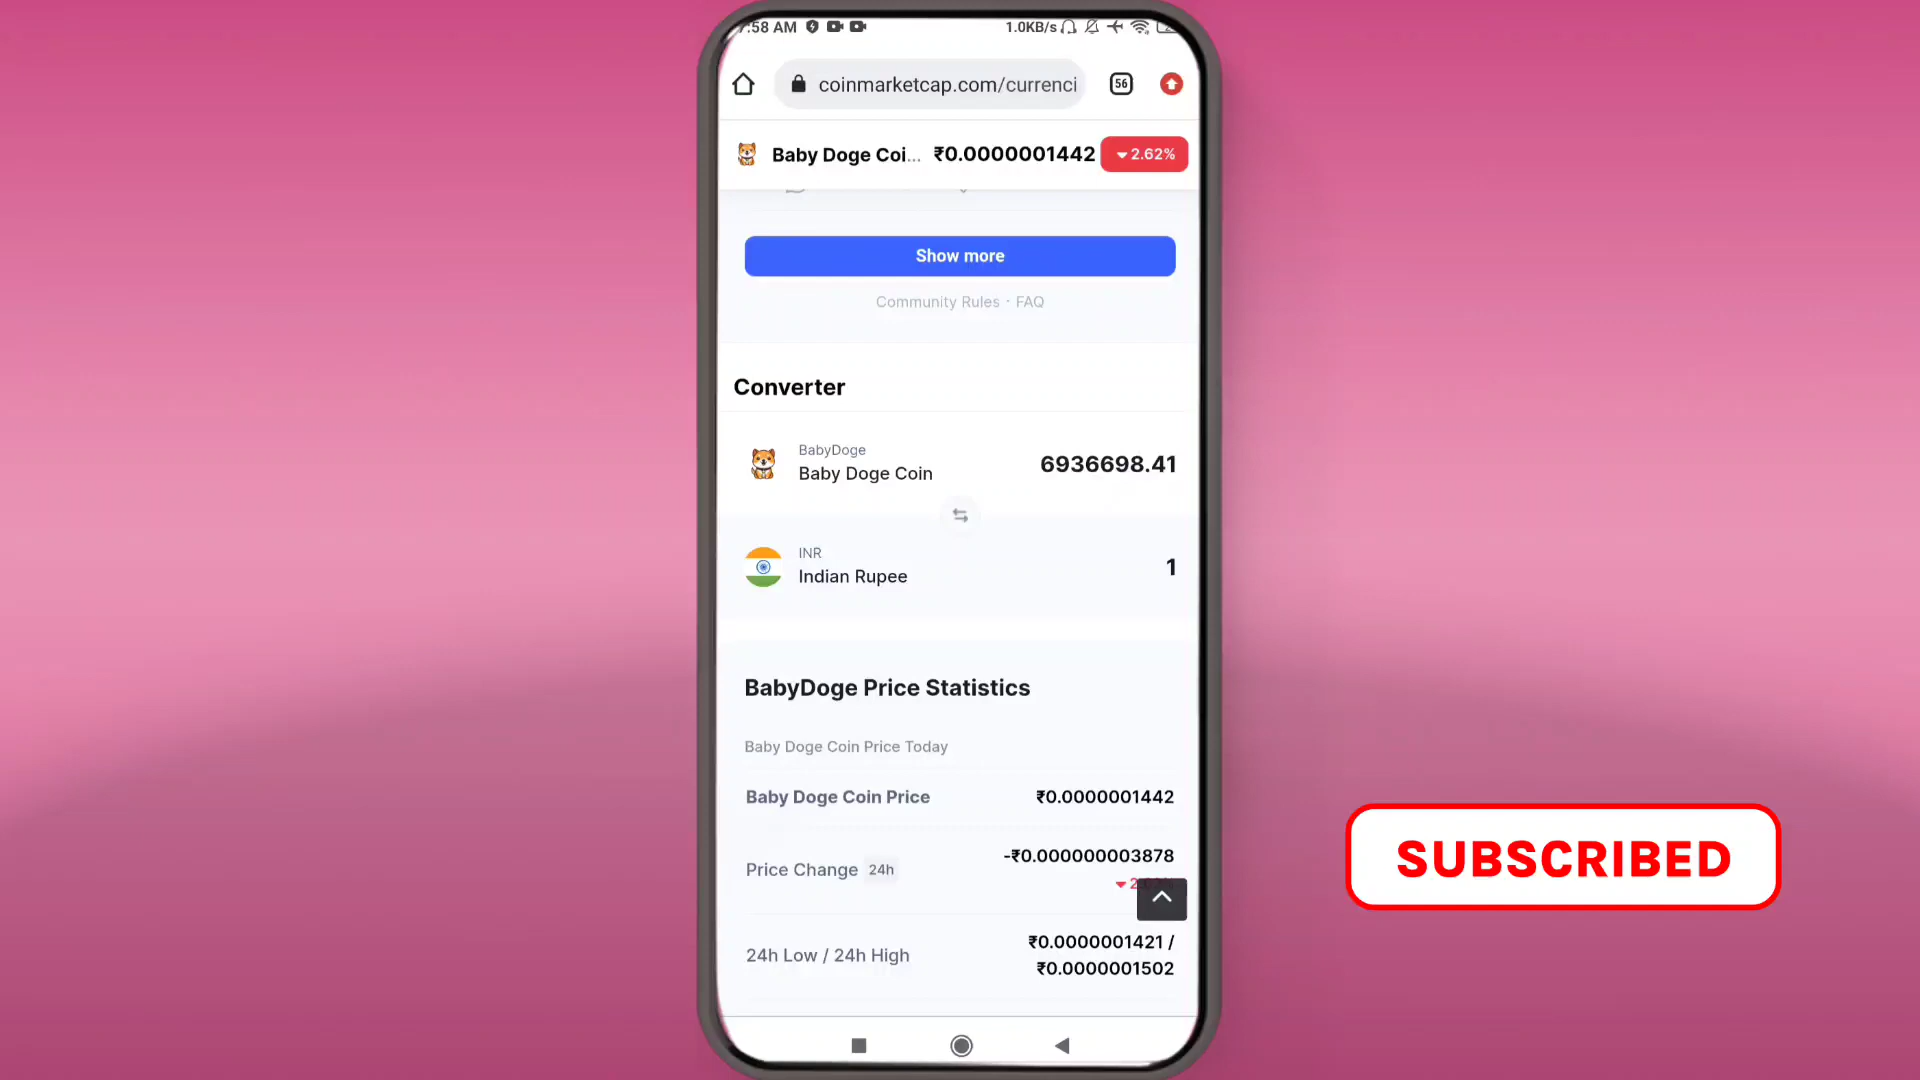 :58 AM
1.0KB/s
coinmarketcap.com/currenci
56
Baby Doge Coi...
₹0.0000001442
2.62%
Show more
Community Rules · FAQ
Converter
BabyDoge
Baby Doge Coin
6936698.41
INR
Indian Rupee
1
BabyDoge Price Statistics
Baby Doge Coin Price Today
Baby Doge Coin Price
₹0.0000001442
Price Change 24h
-₹0.000000003878
24h Low / 24h High
₹0.0000001421 /
₹0.0000001502
SUBSCRIBED